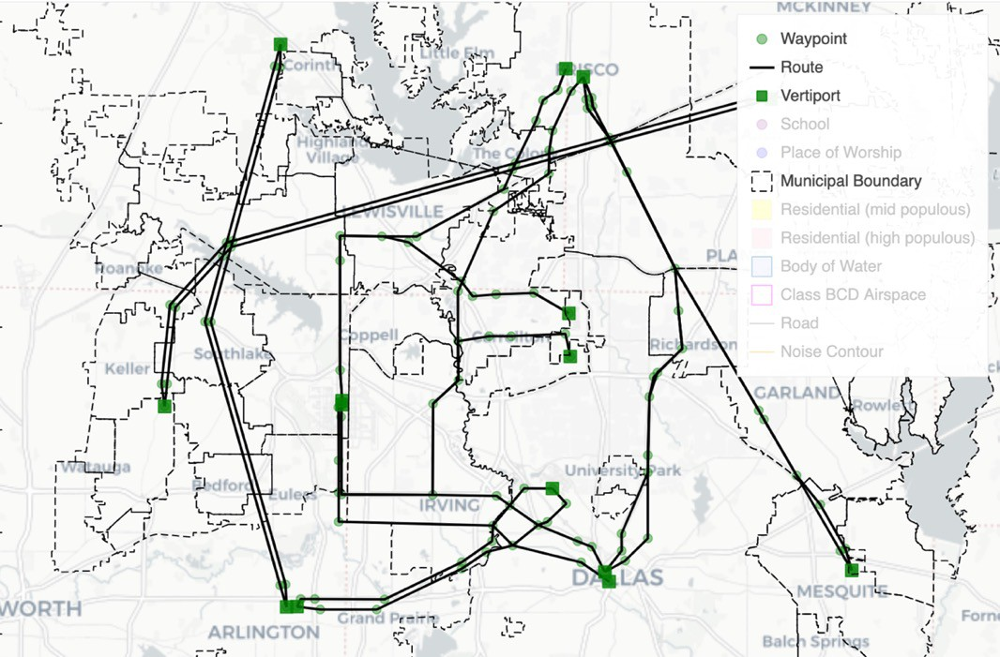 MCKINNEY
Little Elm
FRISCO
Corinth
Highland
Village
The Colony
LEWISVILLE
Roanoke
PLA
Coppell
Carrollton
Richardson
Southlake
Keller
GARLAND
Rowlett
Watauga
Bedford
Euless
University Park
IRVING
DALLAS
MESQUITE
WORTH
ARLINGTON
Grand Prairie
Balch Springs
Forne
Waypoint
Route
Vertiport
School
Place of Worship
Municipal Boundary
Residential (mid populous)
Residential (high populous)
Body of Water
Class BCD Airspace
Road
Noise Contour